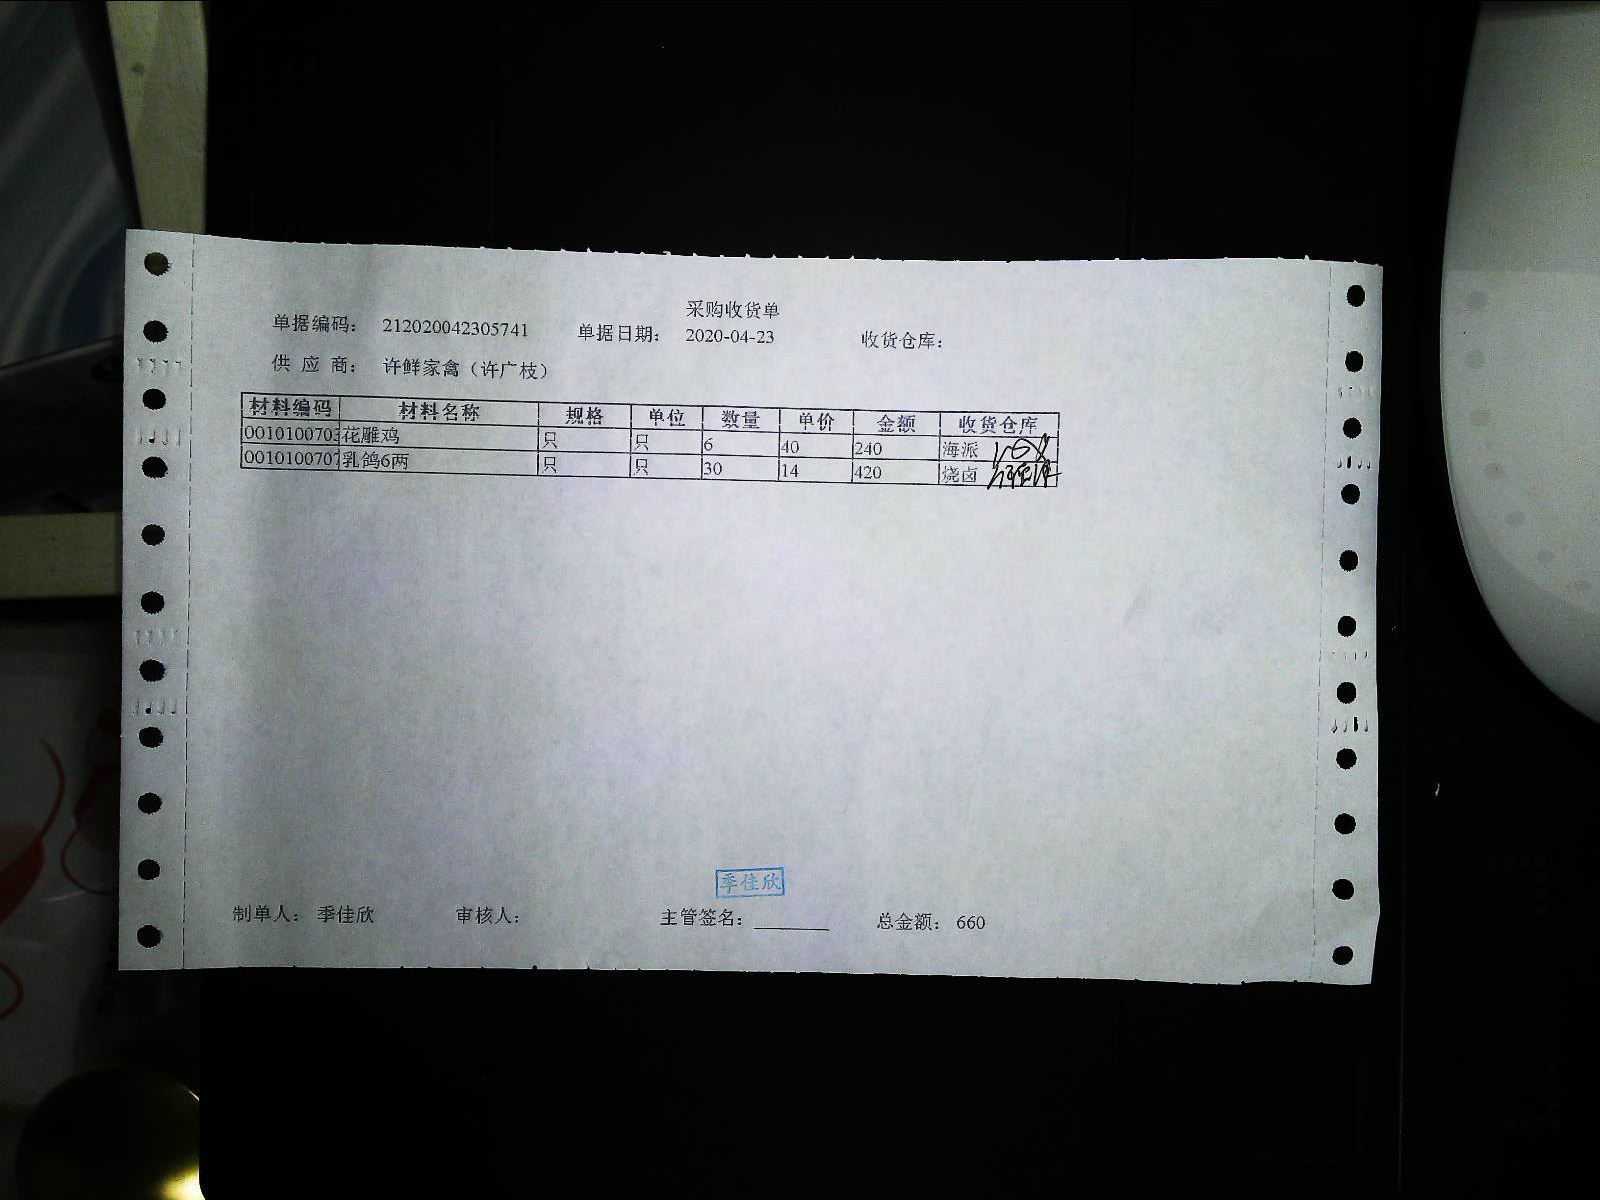 采购收货单
单据编码： 212020042305741 单据日期： 2020-04-23 收货仓库：
供 应 商： 许鲜家禽（许广枝）
材料编码 材料名称 规格 单位 数量 单价 金额 收货仓库
0010100703 花雕鸡 只 只 6 40 240 海派
0010100707 乳鸽6两 只 只 30 14 420 烧卤
季佳欣
制单人： 季佳欣 审核人： 主管签名： 总金额： 660